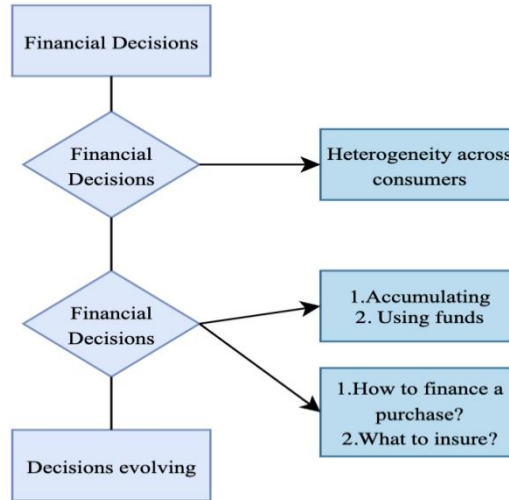 Financial Decisions
Financial
Decisions
Heterogeneity across
consumers
Financial
Decisions
1.Accumulating
2. Using funds
1.How to finance a
purchase?
2.What to insure?
Decisions evolving